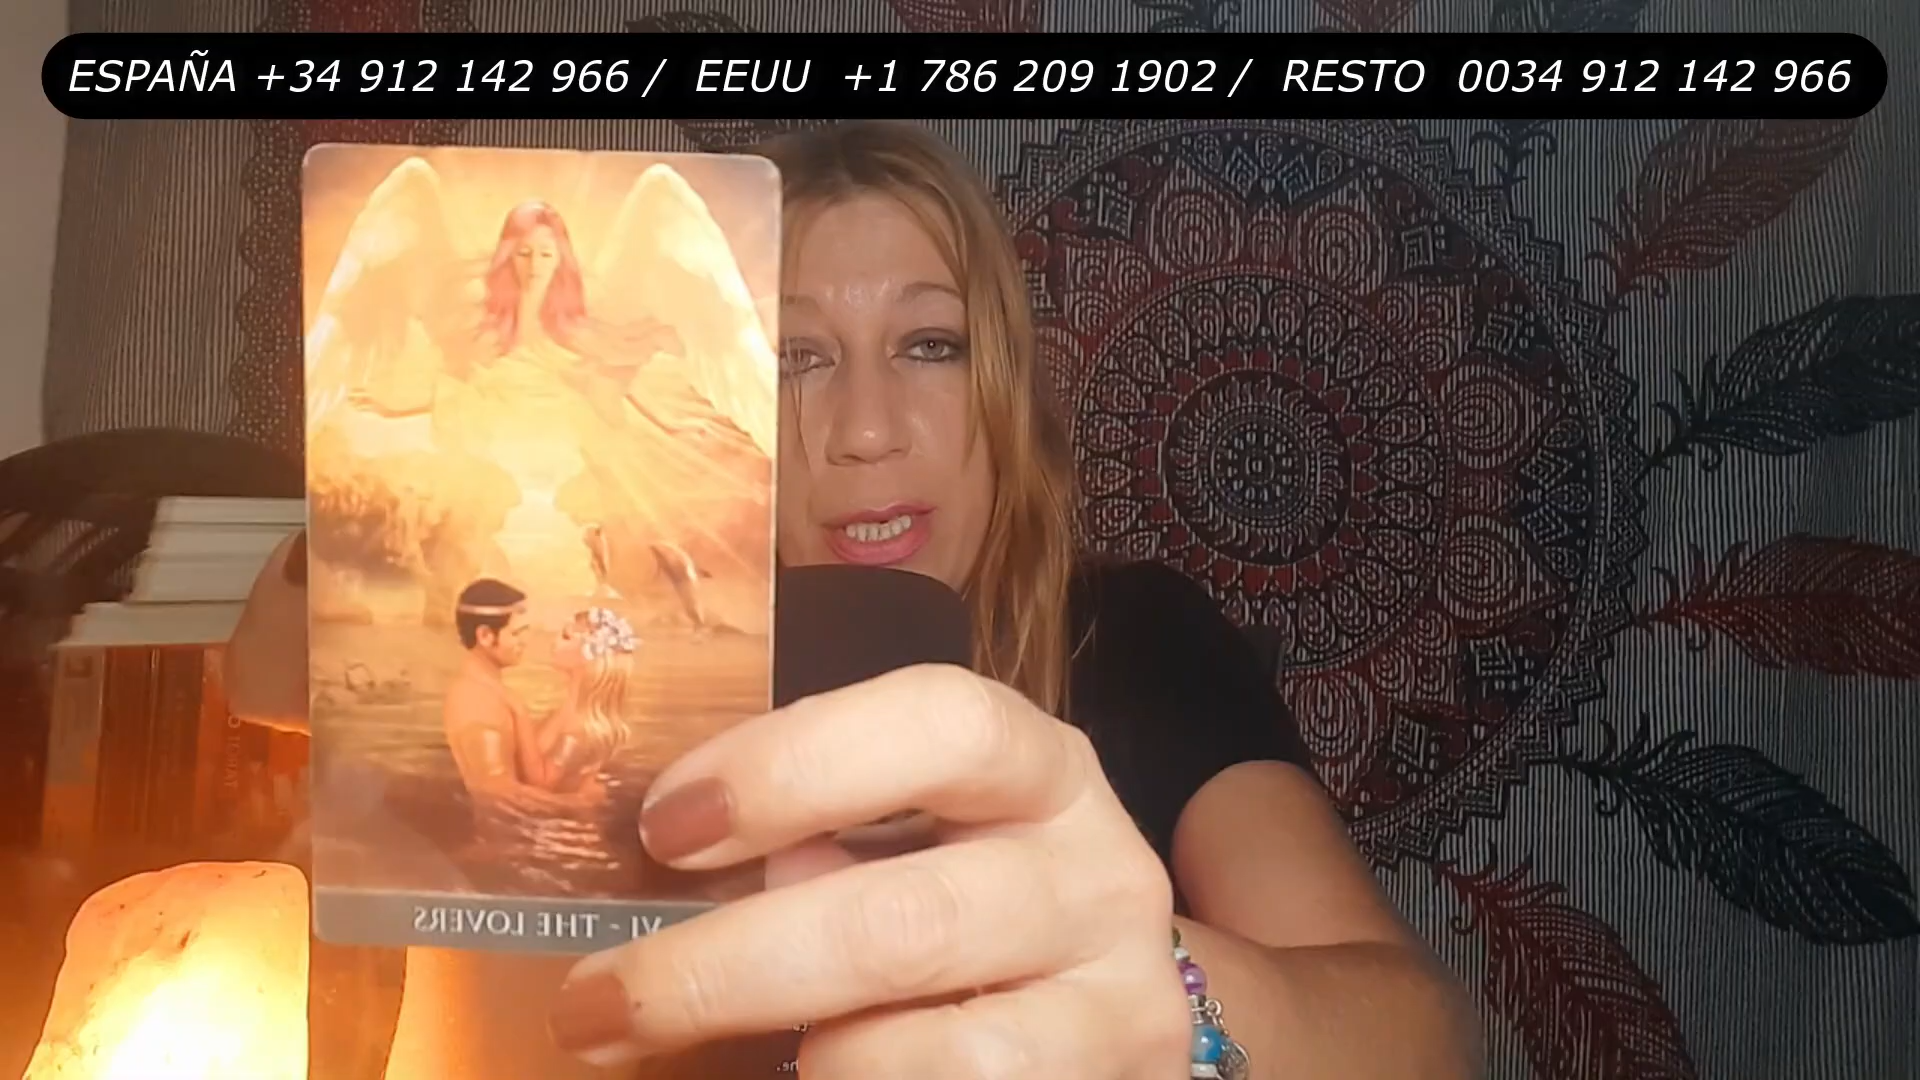 ESPAÑA +34 912 142 966 / EEUU +1 786 209 1902 / RESTO 0034 912 142 966
VI - THE LOVERS